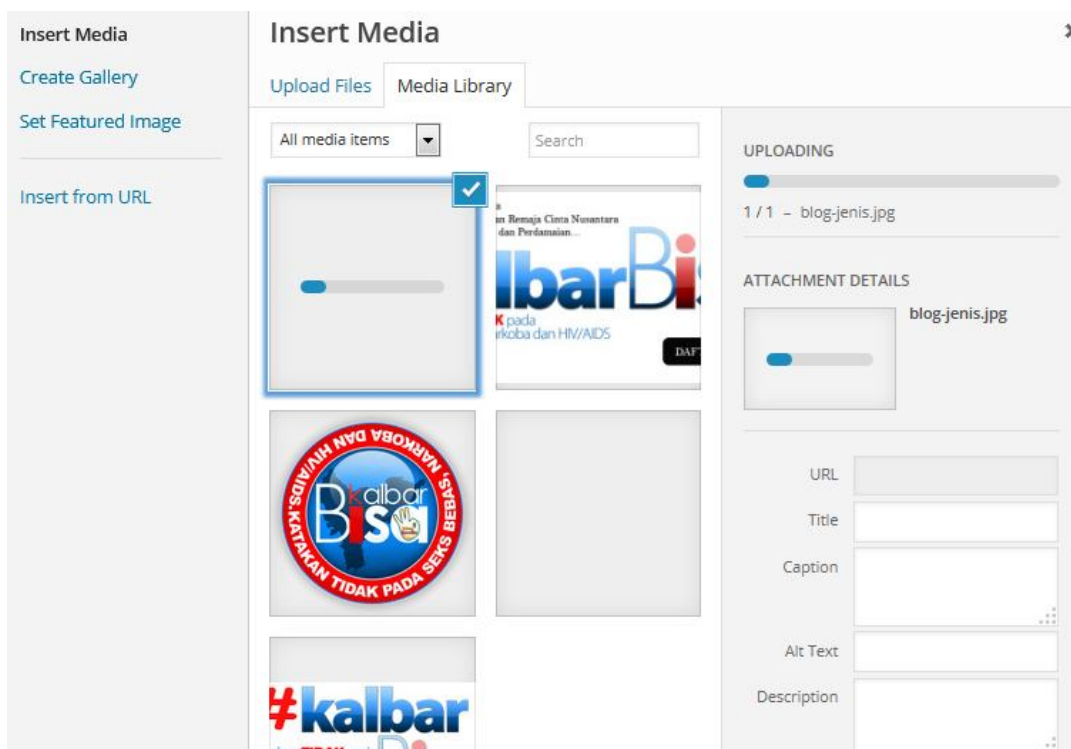 Insert Media
Create Gallery
Set Featured Image
Insert from URL
Insert Media
Upload Files
Media Library
All media items
Search
an Remaja Cinta Nusantara
dan Perdamaian...
lbarBis
K pada
rkoba dan HIV/AIDS
DAFT
KATAKAN TIDAK PADA SEKS BEBAS, NARKOBA DAN HIV/AIDS.
kalbar
Bisa
#kalbar
TIDAK
UPLOADING
1 / 1 – blog-jenis.jpg
ATTACHMENT DETAILS
blog-jenis.jpg
URL
Title
Caption
Alt Text
Description